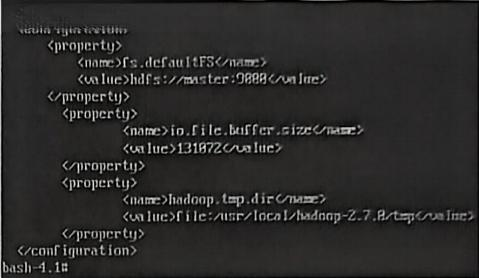 <configuration>
<property>
<name>fs.defaultFS</name>
<value>hdfs://master:9000</value>
</property>
<property>
<name>io.file.buffer.size</name>
<value>131072</value>
</property>
<property>
<name>hadoop.tmp.dir</name>
<value>file:/usr/local/hadoop-2.7.0/tmp</value>
</property>
</configuration>
bash-4.1#